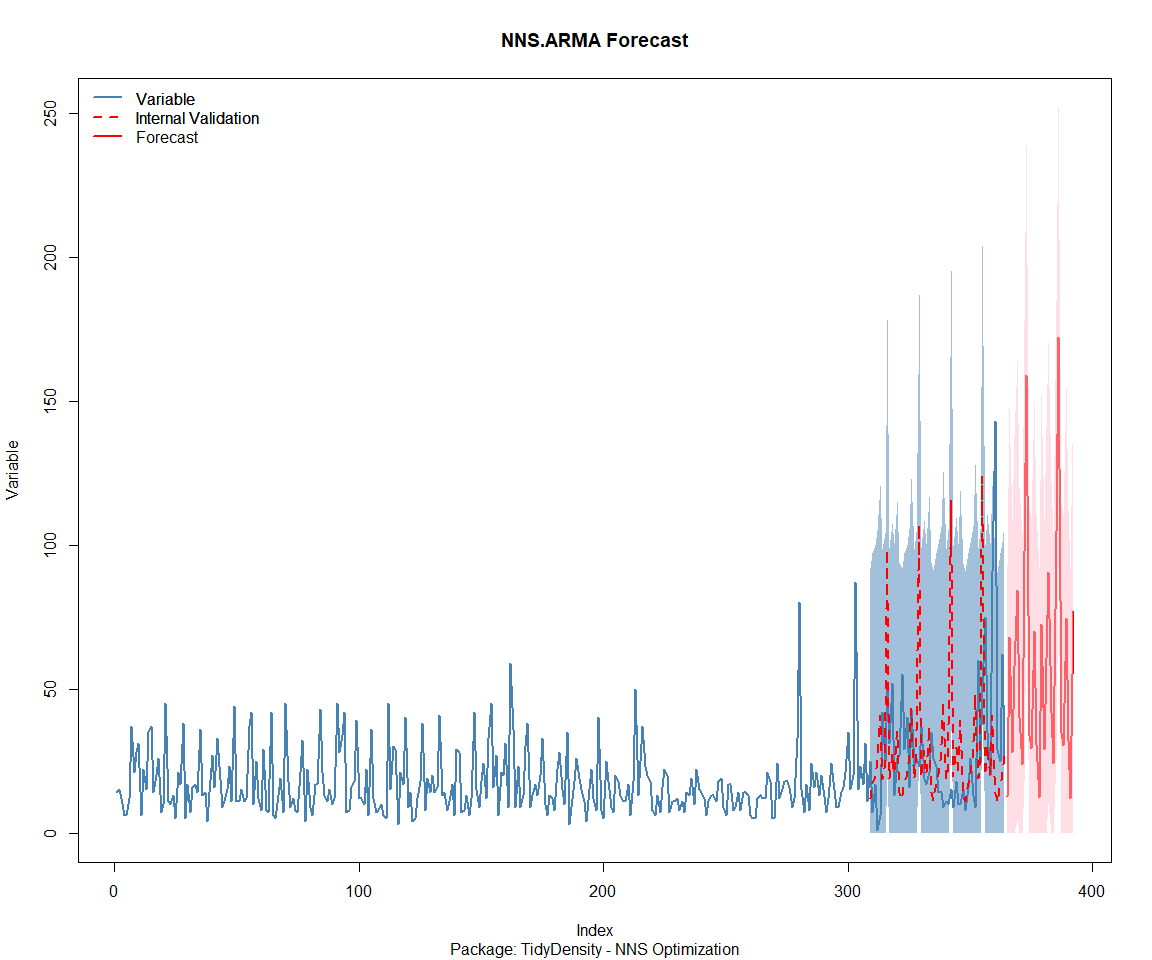 NNS.ARMA Forecast
Variable
Internal Validation
Forecast
250
200
150
100
50
0
Variable
0 100 200 300 400
Index
Package: TidyDensity - NNS Optimization